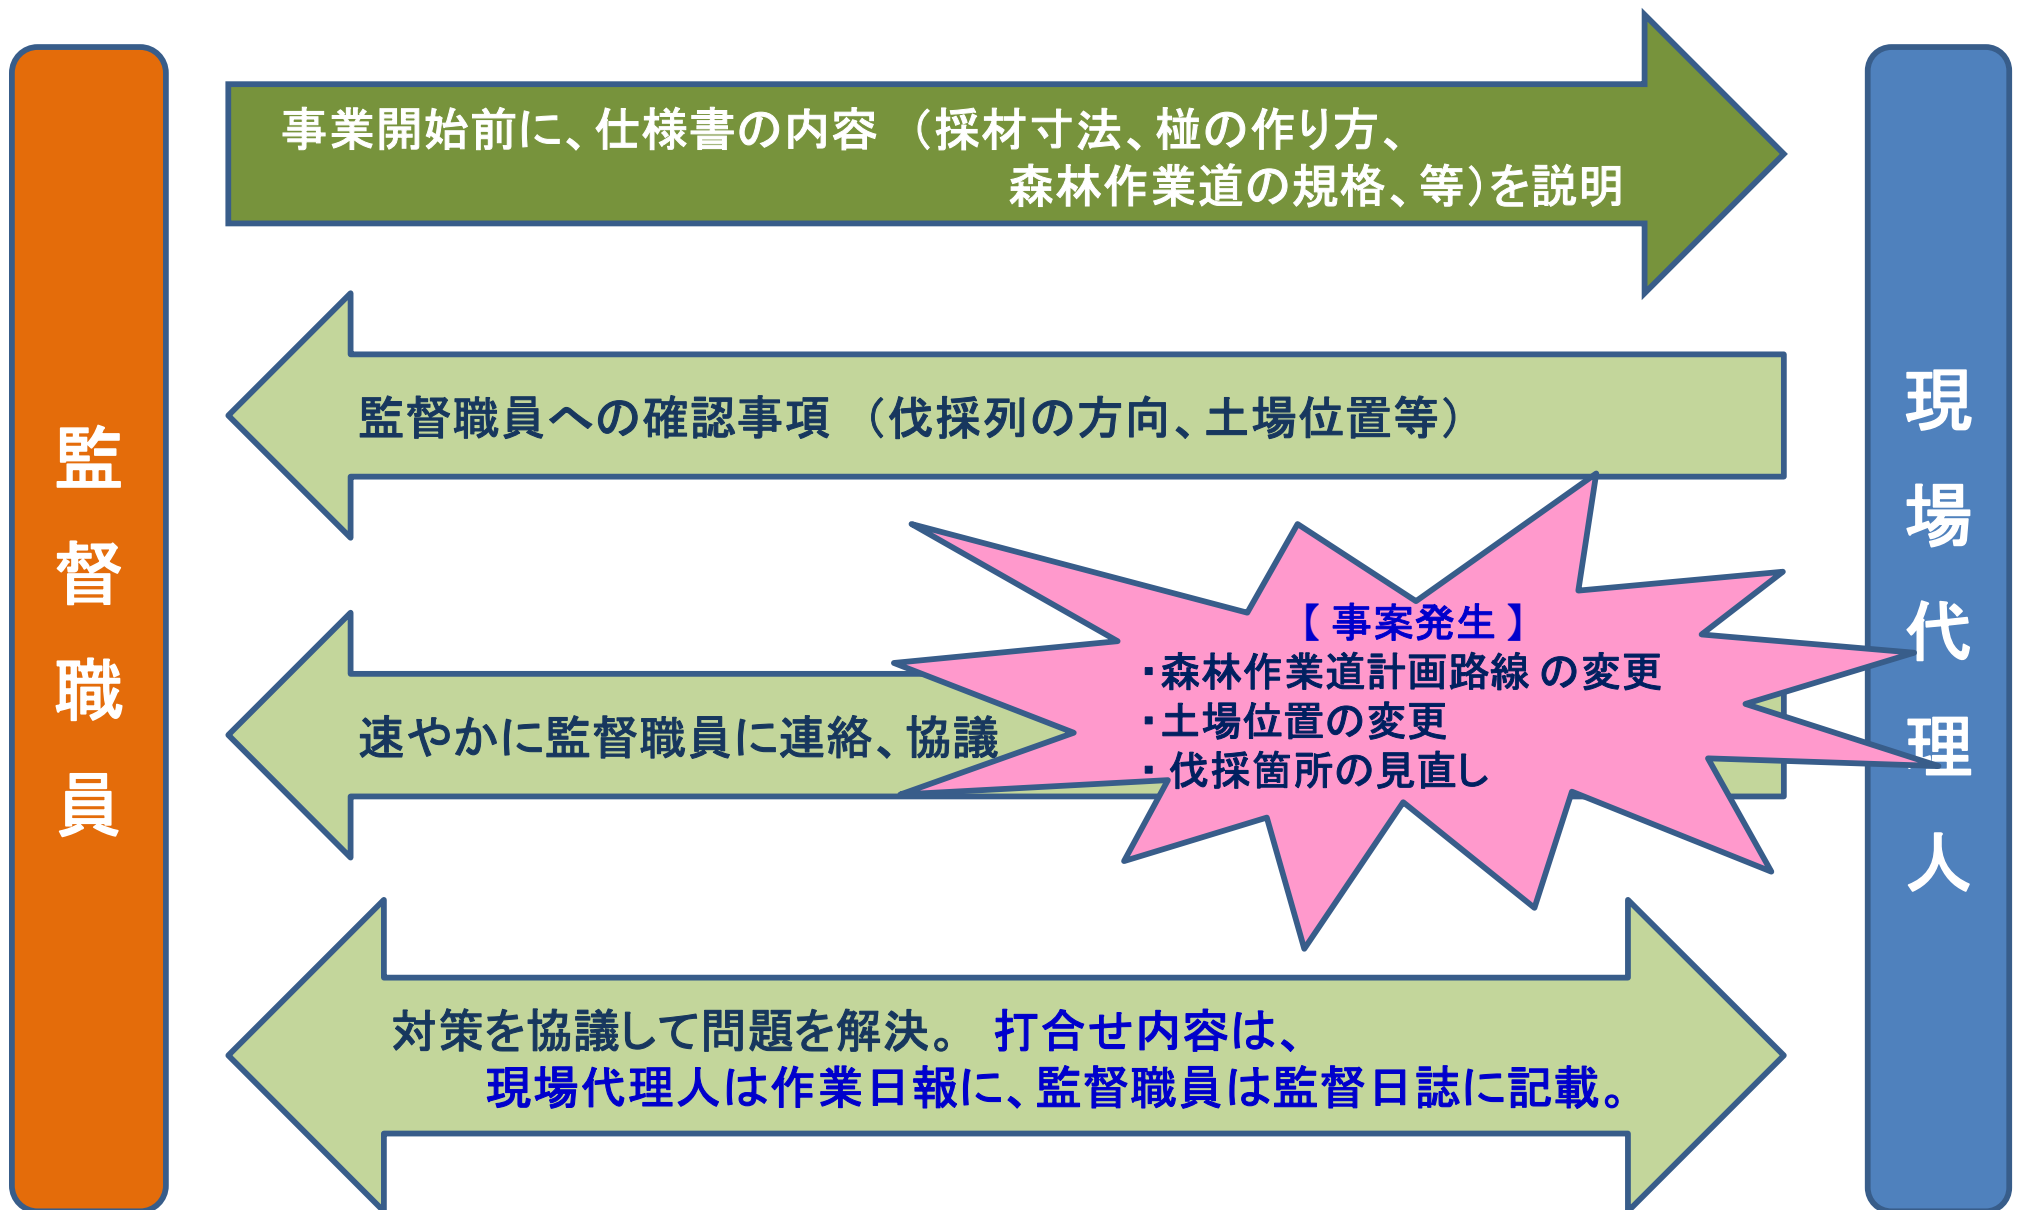 監督職員
事業開始前に、仕様書の内容 （採材寸法、椪の作り方、
森林作業道の規格、等）を説明
監督職員への確認事項 （伐採列の方向、土場位置等）
【 事案発生 】
・森林作業道計画路線 の変更
・土場位置の変更
・ 伐採箇所の見直し
速やかに監督職員に連絡、協議
対策を協議して問題を解決。 打合せ内容は、
現場代理人は作業日報に、監督職員は監督日誌に記載。
現場代理人